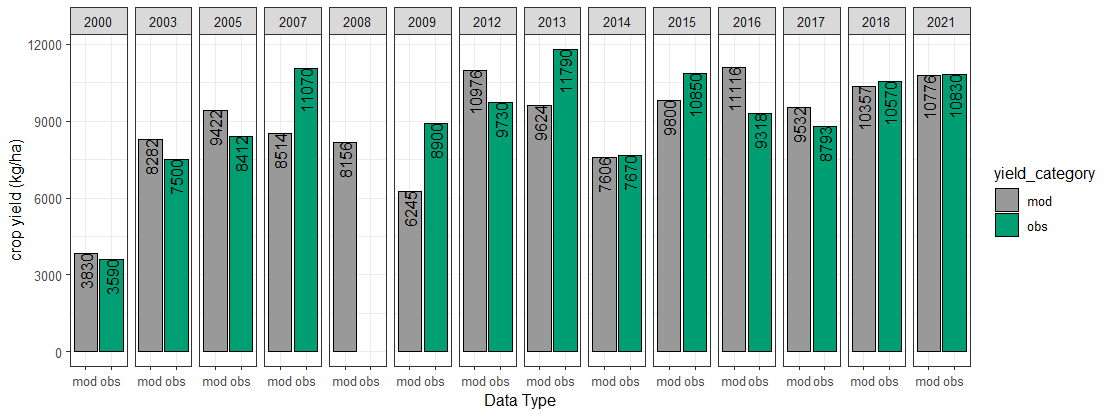 2000 2003 2005 2007 2008 2009 2012 2013 2014 2015 2016 2017 2018 2021
12000
9000
6000
3000
0
crop yield (kg/ha)
3830 3590 8282 7500 9422 8412 8514 11070 8156 6245 8900 10976 9730 9624 11790 7606 7670 9800 10850 11116 9318 9532 8793 10357 10570 10776 10830
mod obs mod obs mod obs mod obs mod obs mod obs mod obs mod obs mod obs mod obs mod obs mod obs mod obs mod obs
Data Type
yield_category
mod
obs